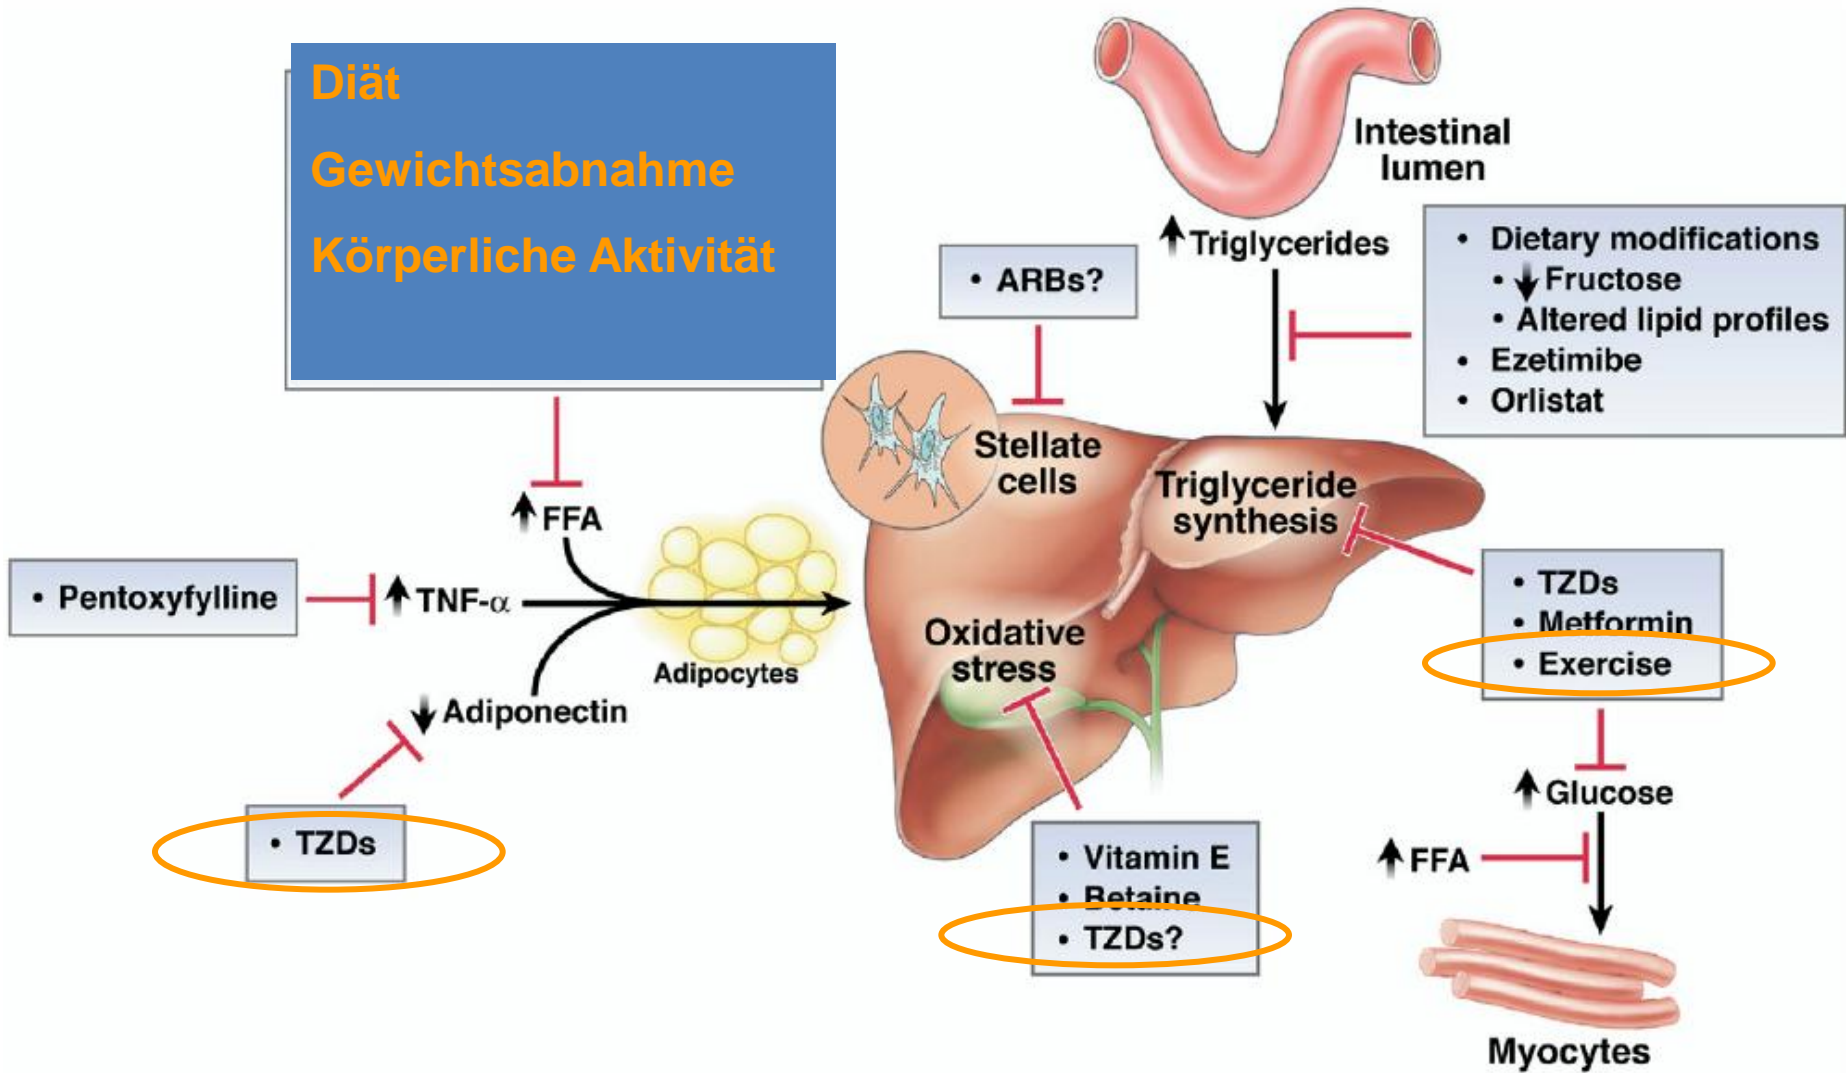 Diät
Gewichtsabnahme
Körperliche Aktivität
Intestinal
lumen
Triglycerides
• Dietary modifications
• Fructose
• Altered lipid profiles
• Ezetimibe
• Orlistat
• ARBs?
Stellate
cells
Triglyceride
synthesis
FFA
• Pentoxyfylline
TNF-α
Adipocytes
Adiponectin
• TZDs
Oxidative
stress
• TZDs
• Metformin
• Exercise
Glucose
FFA
• Vitamin E
• Betaine
• TZDs?
Myocytes